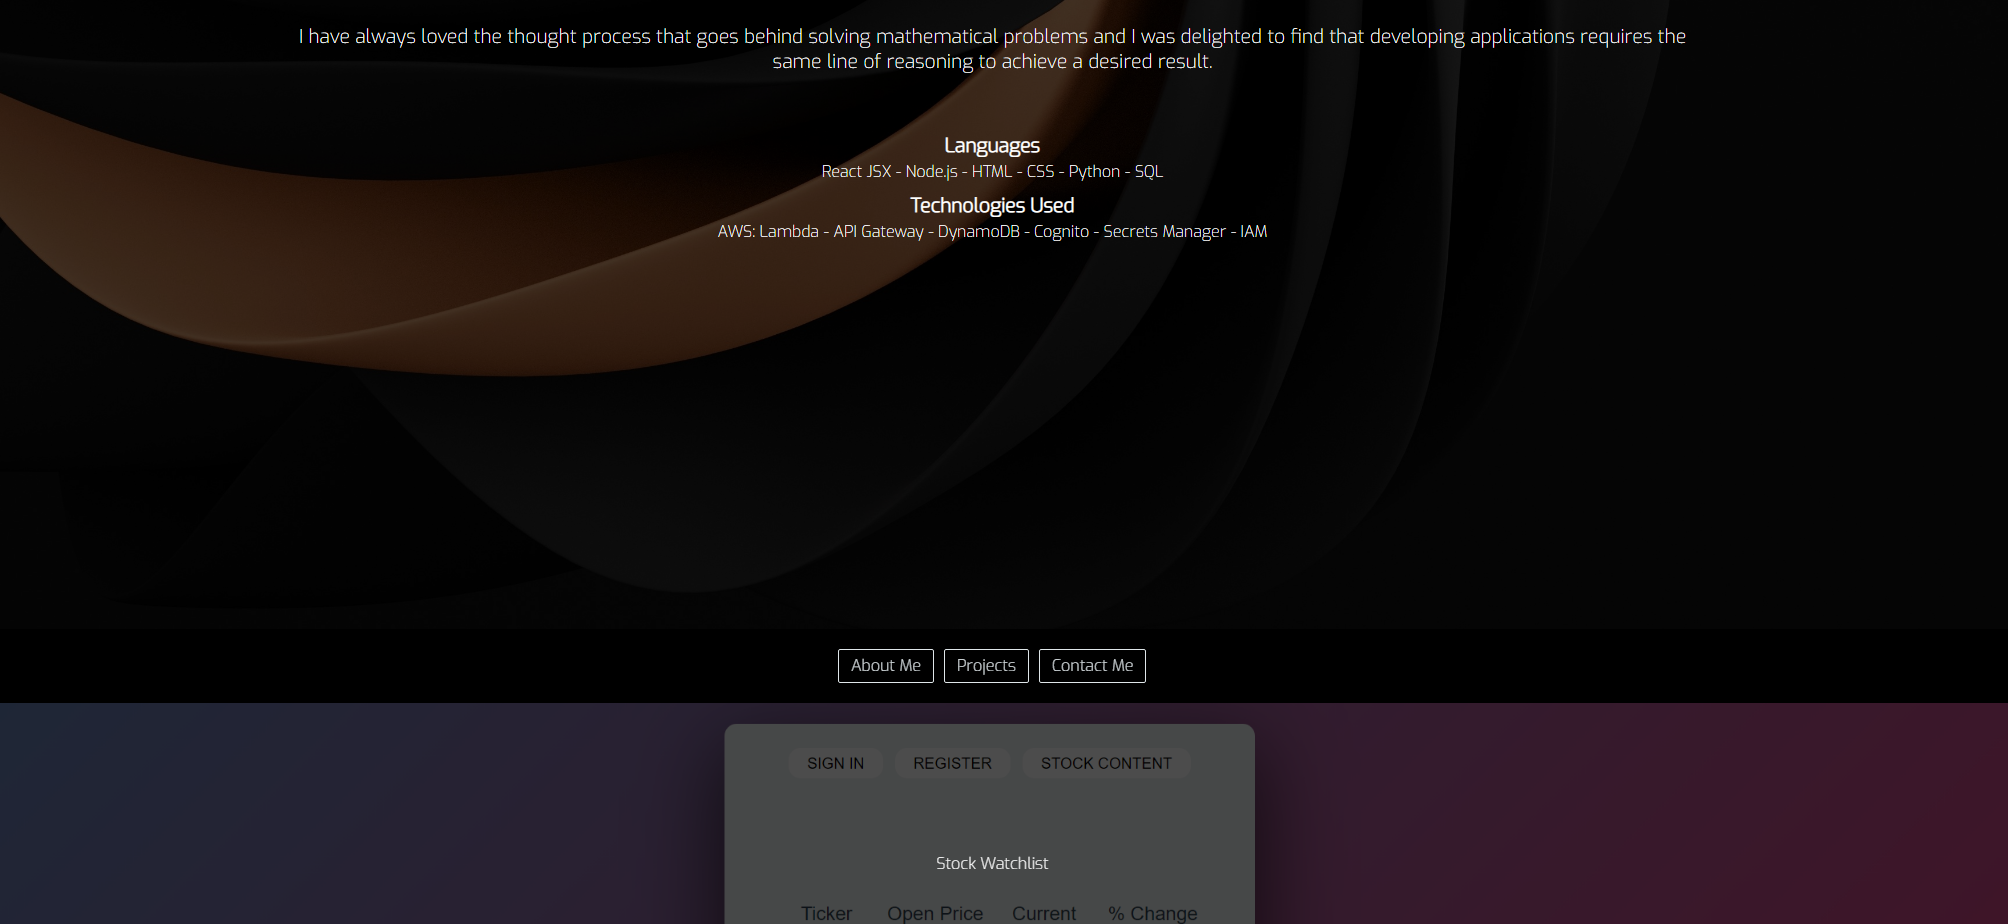 I have always loved the thought process that goes behind solving mathematical problems and I was delighted to find that developing applications requires the
same line of reasoning to achieve a desired result.
Languages
React JSX - Node.js - HTML - CSS - Python - SQL
Technologies Used
AWS: Lambda - API Gateway - DynamoDB - Cognito - Secrets Manager - IAM
About Me Projects Contact Me
SIGN IN REGISTER STOCK CONTENT
Stock Watchlist
Ticker Open Price Current % Change